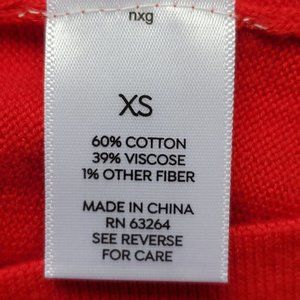 nxg
XS
60% COTTON
39% VISCOSE
1% OTHER FIBER
MADE IN CHINA
RN 63264
SEE REVERSE
FOR CARE